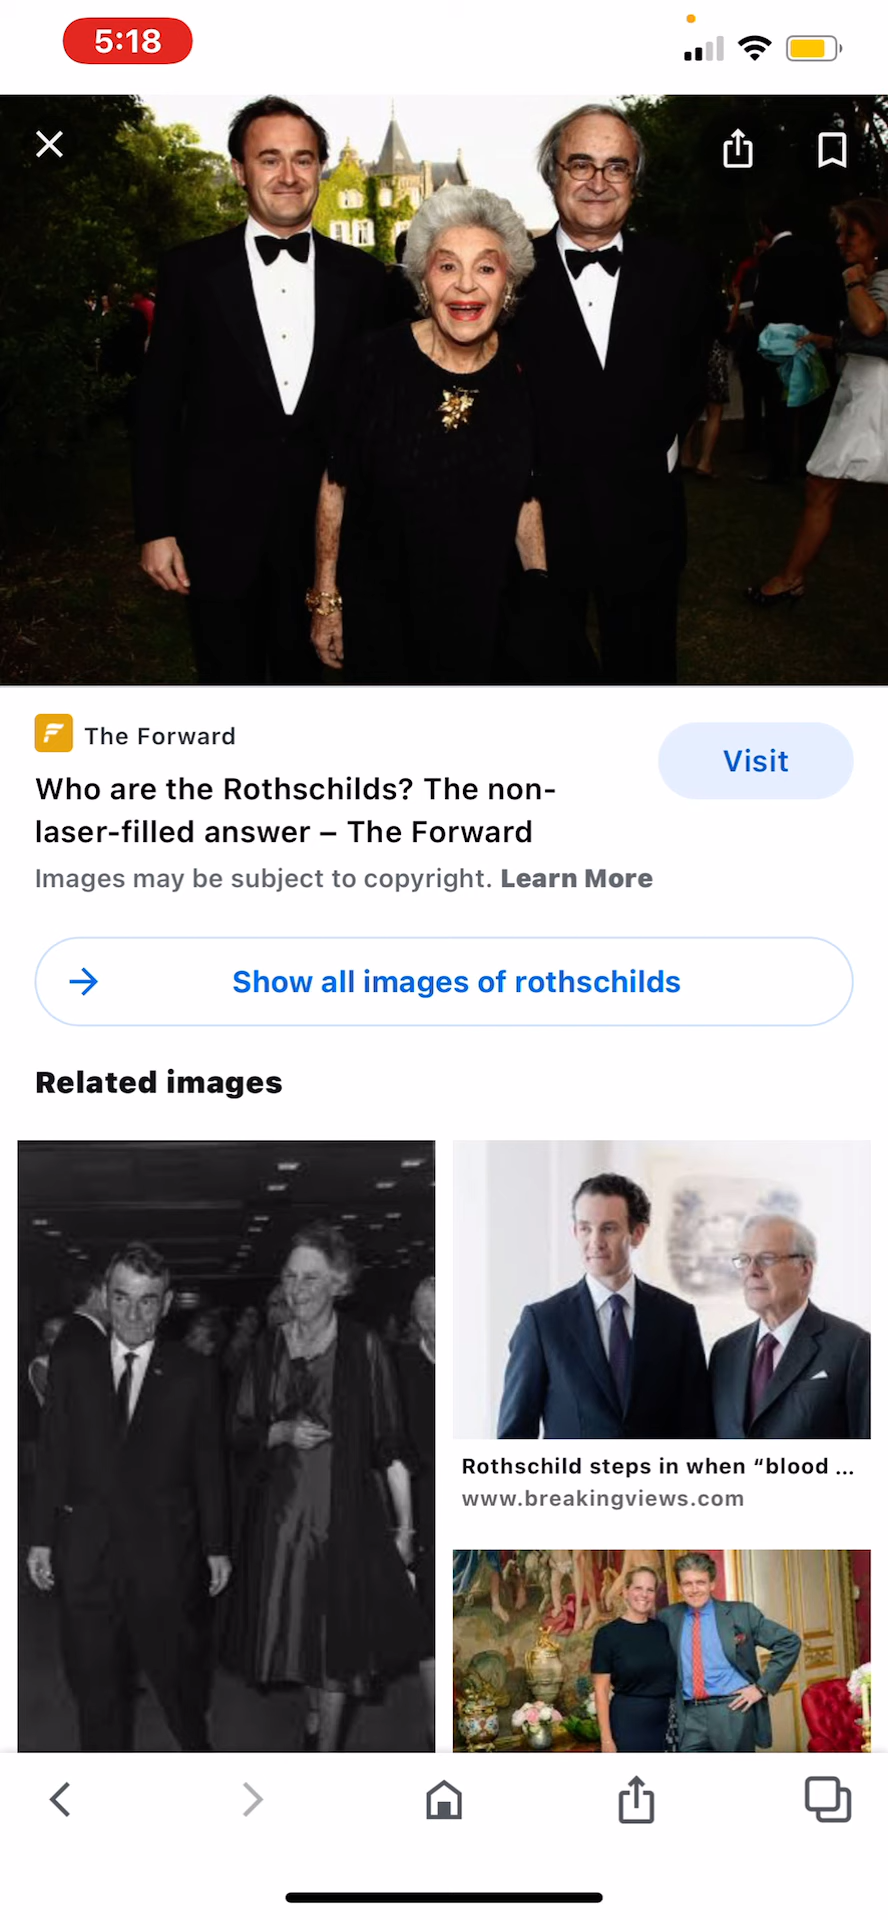 5:18
The Forward
Visit
Who are the Rothschilds? The non-
laser-filled answer – The Forward
Images may be subject to copyright. Learn More
Show all images of rothschilds
Related images
Rothschild steps in when “blood ...
www.breakingviews.com